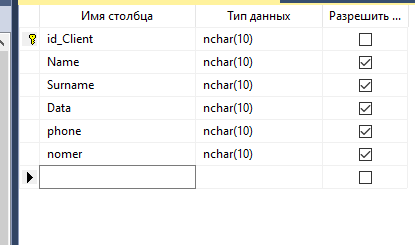 Имя столбца Тип данных Разрешить ...
id_Client nchar(10)
Name nchar(10)
Surname nchar(10)
Data nchar(10)
phone nchar(10)
nomer nchar(10)